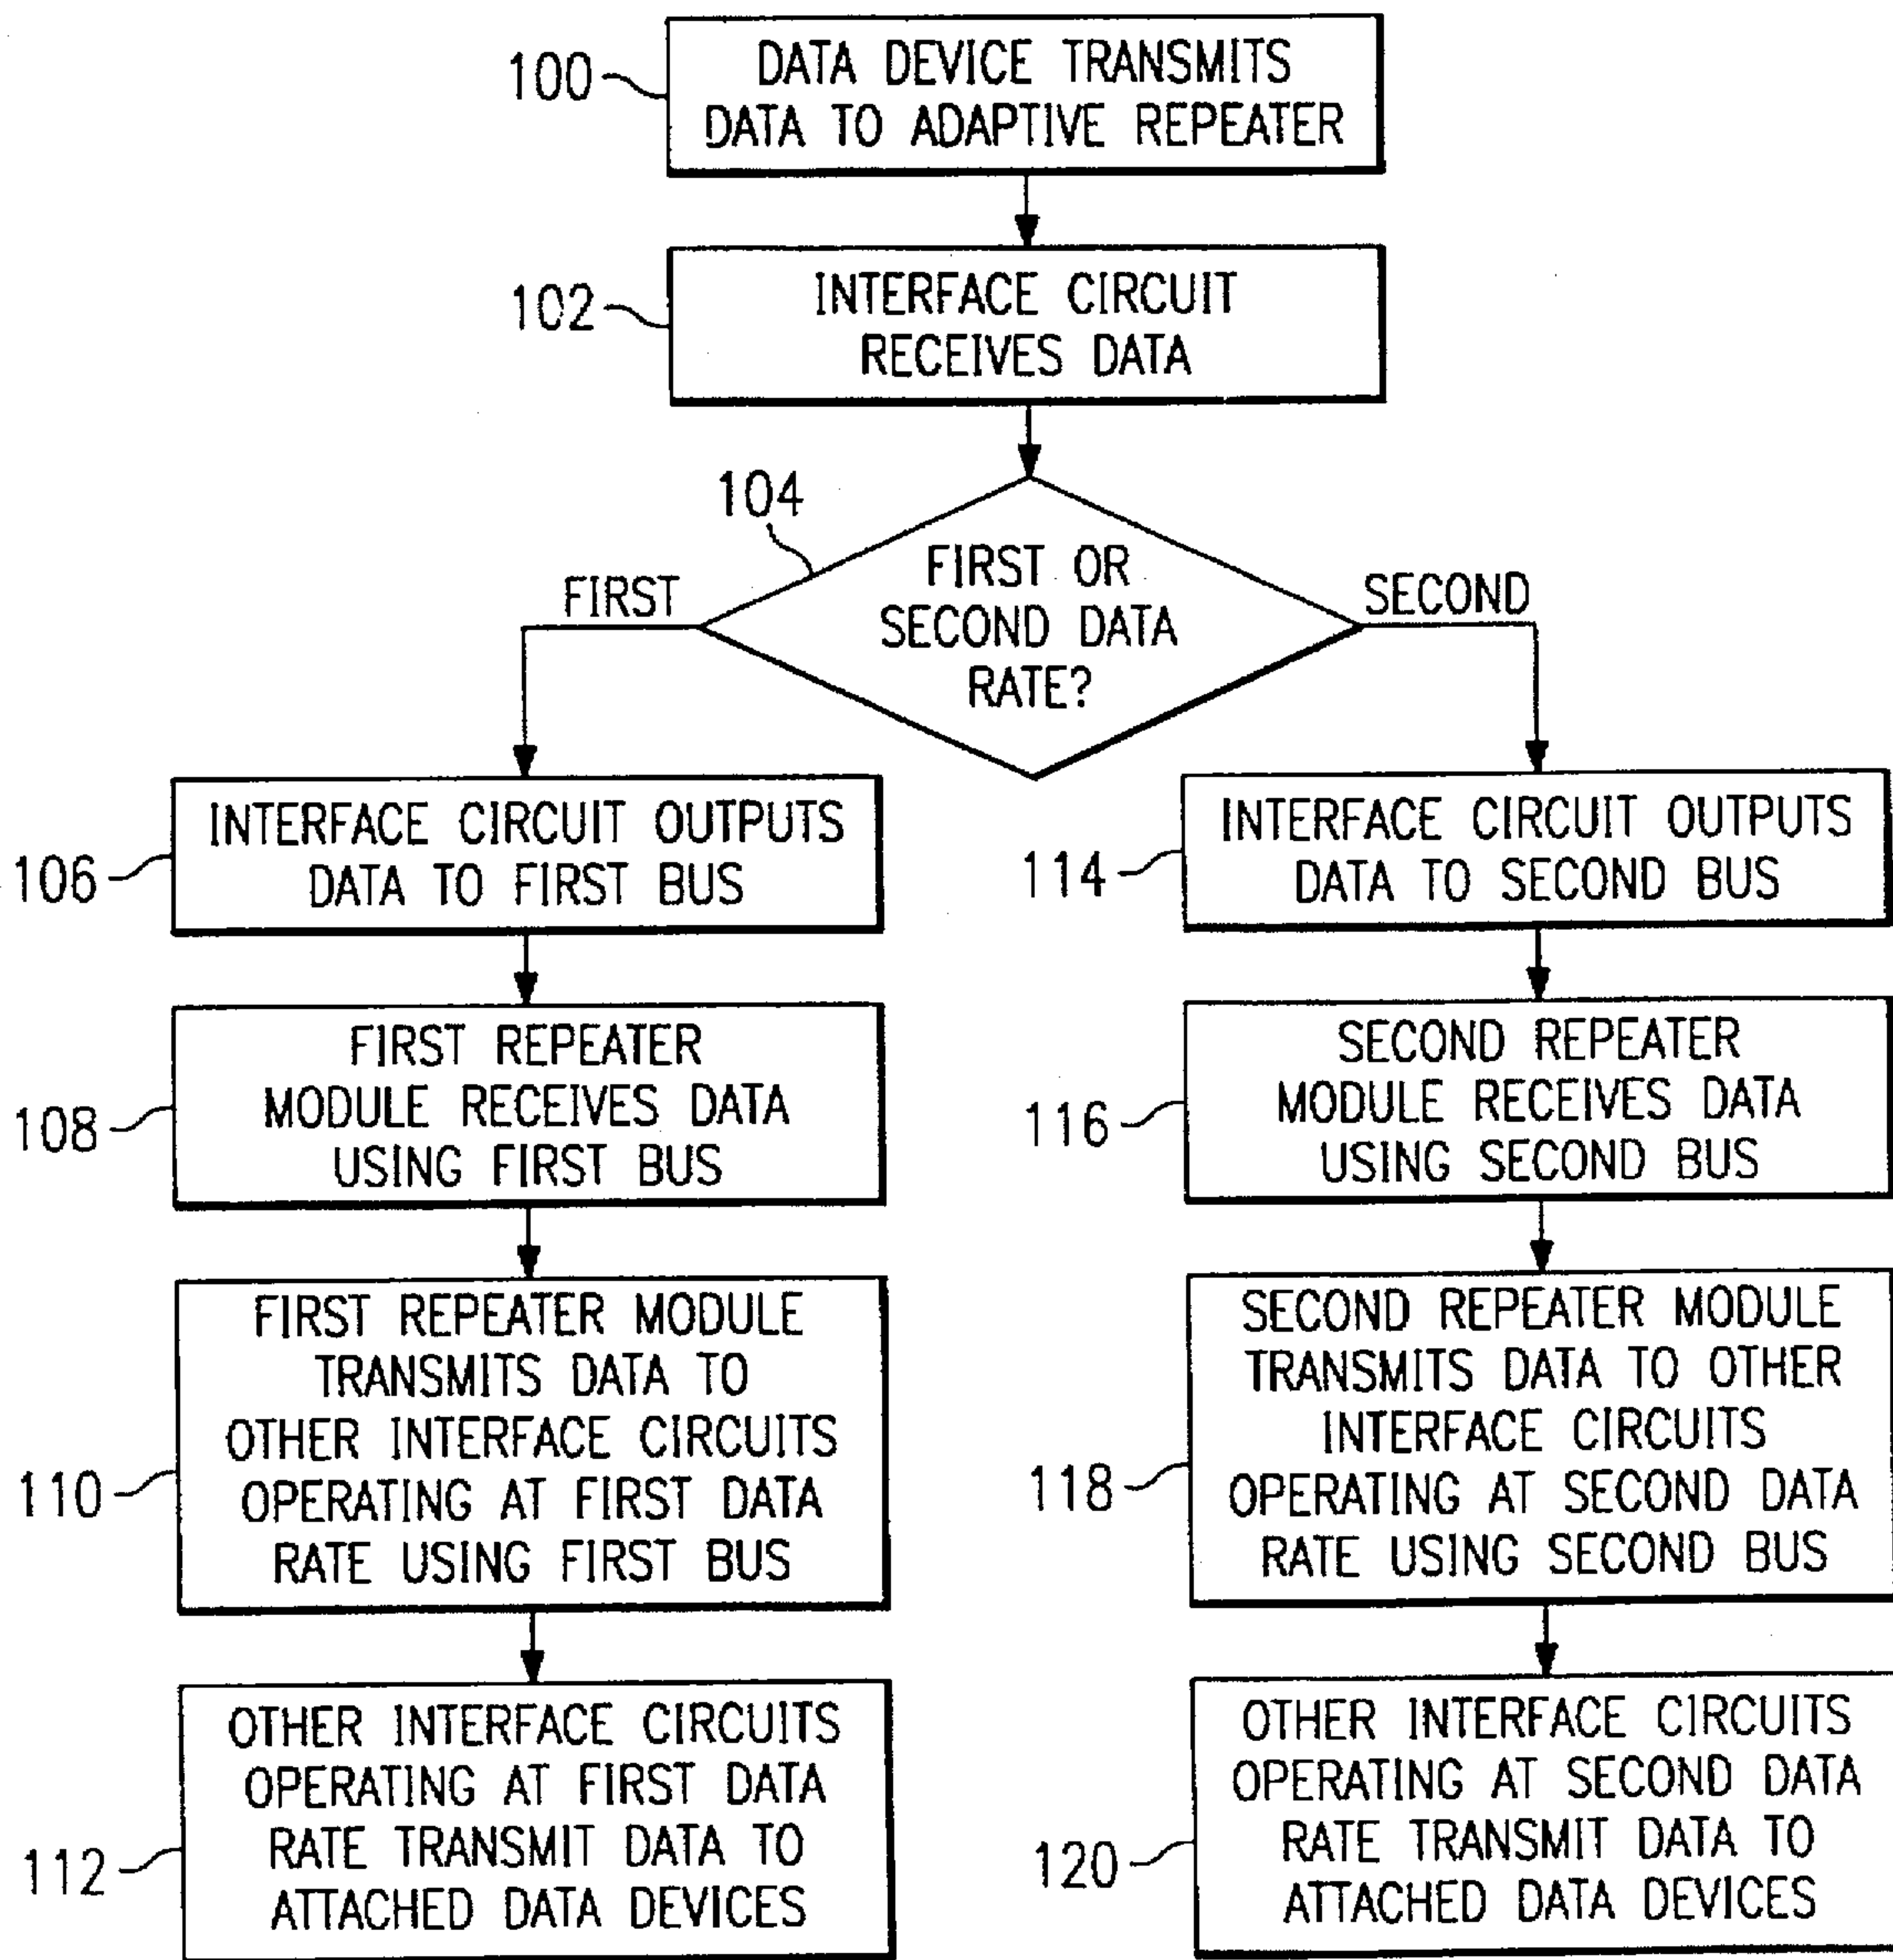 100
DATA DEVICE TRANSMITS
DATA TO ADAPTIVE REPEATER
102
INTERFACE CIRCUIT
RECEIVES DATA
104
FIRST OR
SECOND DATA
RATE?
FIRST
SECOND
106
INTERFACE CIRCUIT OUTPUTS
DATA TO FIRST BUS
108
FIRST REPEATER
MODULE RECEIVES DATA
USING FIRST BUS
110
FIRST REPEATER MODULE
TRANSMITS DATA TO
OTHER INTERFACE CIRCUITS
OPERATING AT FIRST DATA
RATE USING FIRST BUS
112
OTHER INTERFACE CIRCUITS
OPERATING AT FIRST DATA
RATE TRANSMIT DATA TO
ATTACHED DATA DEVICES
114
INTERFACE CIRCUIT OUTPUTS
DATA TO SECOND BUS
116
SECOND REPEATER
MODULE RECEIVES DATA
USING SECOND BUS
118
SECOND REPEATER MODULE
TRANSMITS DATA TO OTHER
INTERFACE CIRCUITS
OPERATING AT SECOND DATA
RATE USING SECOND BUS
120
OTHER INTERFACE CIRCUITS
OPERATING AT SECOND DATA
RATE TRANSMIT DATA TO
ATTACHED DATA DEVICES